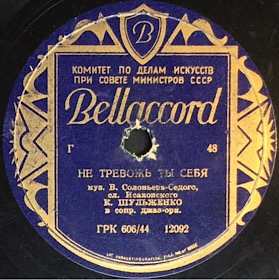 B
КОМИТЕТ ПО ДЕЛАМ ИСКУССТВ
ПРИ СОВЕТЕ МИНИСТРОВ СССР
Bellaccord
Г 48
НЕ ТРЕВОЖЬ ТЫ СЕБЯ
муз. В. Соловьева-Седого,
сл. Исаковского
К. ШУЛЬЖЕНКО
в сопр. джаз-орк.
ГРК 606/44 12092